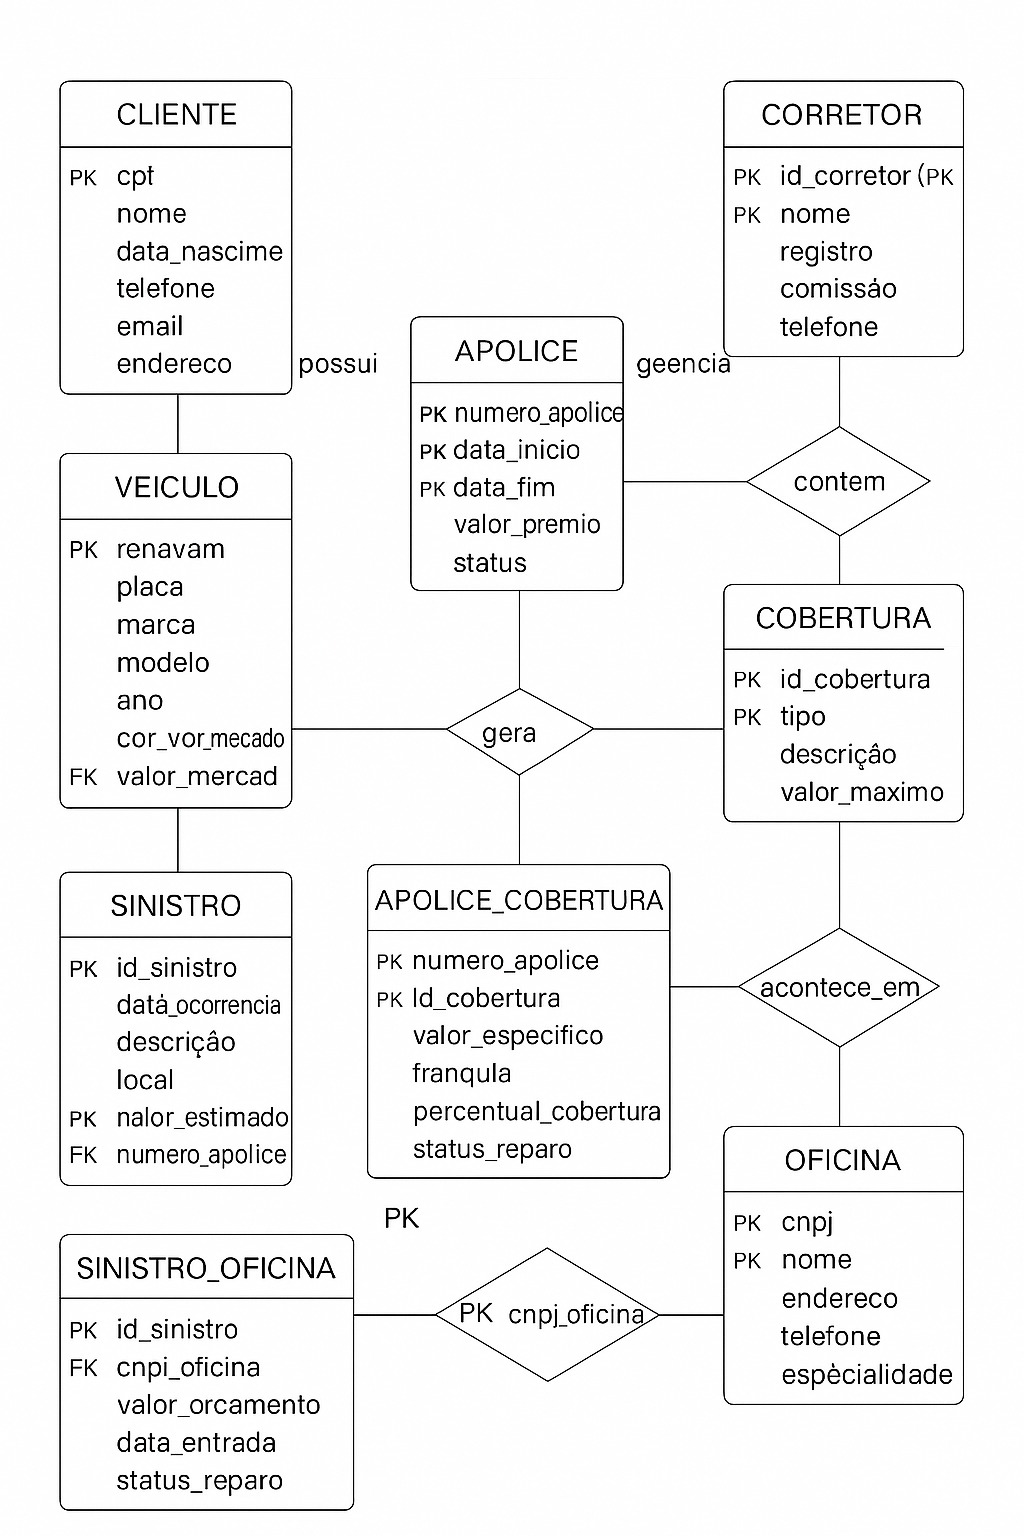 CLIENTE
PK cpt
nome
data_nascime
telefone
email
endereco
possui
CORRETOR
PK id_corretor (PK
PK nome
registro
comissáo
telefone
geencia
APOLICE
PK numero_apolice
PK data_inicio
PK data_fim
valor_premio
status
contem
VEICULO
PK renavam
placa
marca
modelo
ano
cor_vor_mecado
FK valor_mercad
gera
COBERTURA
PK id_cobertura
PK tipo
descriçâo
valor_maximo
SINISTRO
PK id_sinistro
datȧ_ocorrencia
descriçâo
local
PK nalor_estimado
FK numero_apolice
APOLICE_COBERTURA
PK numero_apolice
PK ld_cobertura
valor_especifico
franqula
percentual_cobertura
status_reparo
acontece_em
PK
OFICINA
PK cnpj
PK nome
endereco
telefone
espėcialidade
SINISTRO_OFICINA
PK id_sinistro
FK cnpi_oficina
valor_orcamento
data_entrada
status_reparo
PK cnpj_oficina